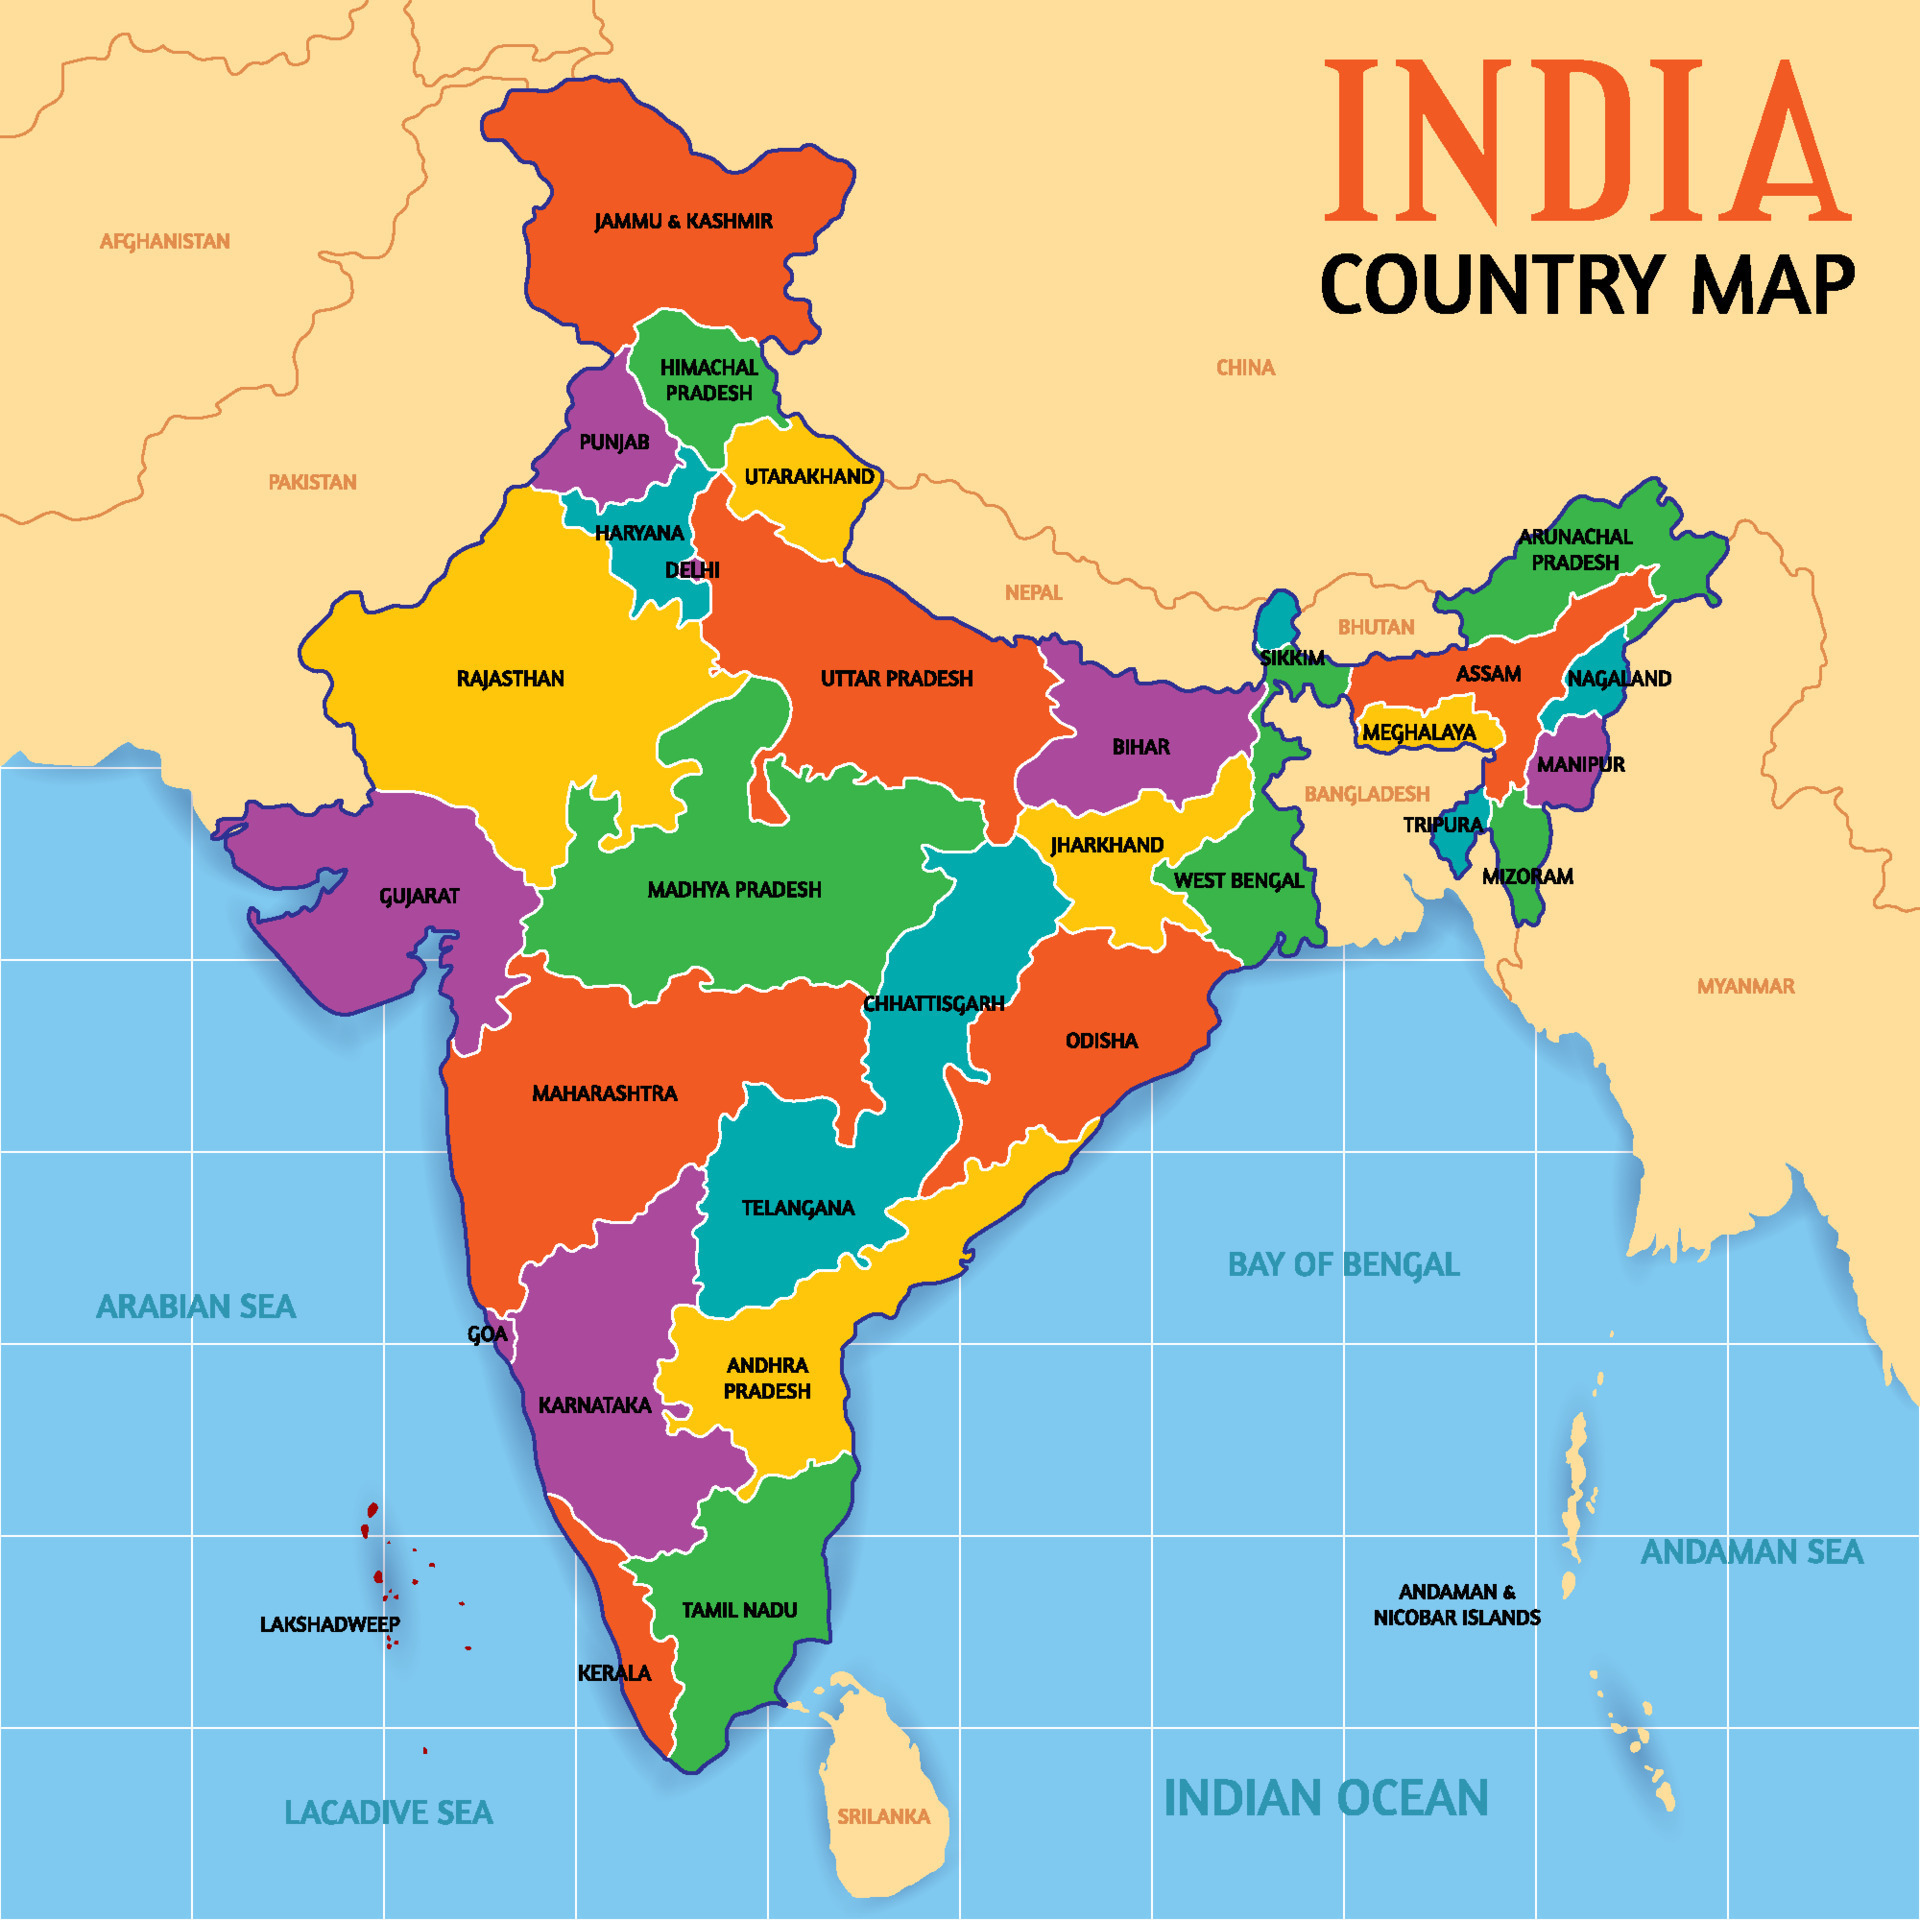 INDIA
COUNTRY MAP
AFGHANISTAN
JAMMU & KASHMIR
CHINA
HIMACHAL
PRADESH
PUNJAB
PAKISTAN
UTARAKHAND
HARYANA
DELHI
NEPAL
ARUNACHAL
PRADESH
BHUTAN
SIKKIM
ASSAM
NAGALAND
RAJASTHAN
UTTAR PRADESH
MEGHALAYA
BIHAR
MANIPUR
BANGLADESH
TRIPURA
JHARKHAND
WEST BENGAL
MIZORAM
GUJARAT
MADHYA PRADESH
MYANMAR
CHHATTISGARH
ODISHA
MAHARASHTRA
TELANGANA
BAY OF BENGAL
ARABIAN SEA
GOA
ANDHRA
PRADESH
KARNATAKA
ANDAMAN SEA
ANDAMAN &
NICOBAR ISLANDS
LAKSHADWEEP
TAMIL NADU
KERALA
LACADIVE SEA
SRILANKA
INDIAN OCEAN